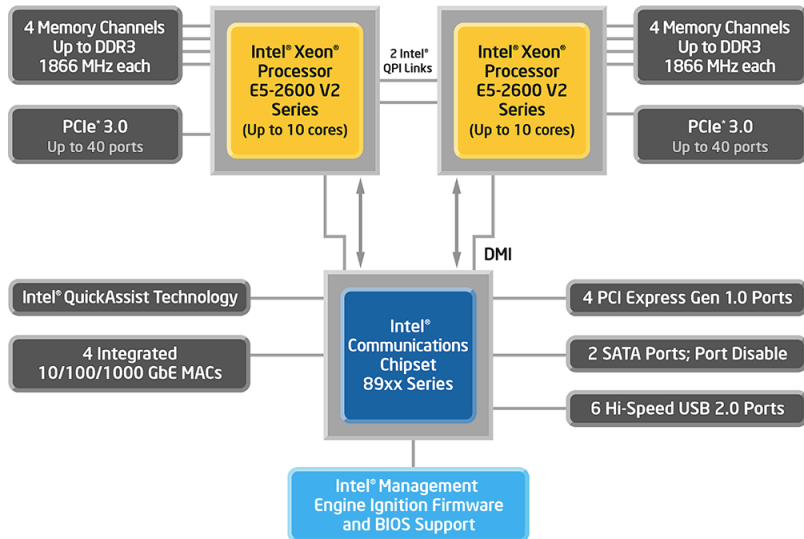 4 Memory Channels
Up to DDR3
1866 MHz each
Intel® Xeon®
Processor
E5-2600 V2
Series
(Up to 10 cores)
2 Intel®
QPI Links
Intel® Xeon®
Processor
E5-2600 V2
Series
(Up to 10 cores)
4 Memory Channels
Up to DDR3
1866 MHz each
PCIe* 3.0
Up to 40 ports
PCIe* 3.0
Up to 40 ports
DMI
Intel® QuickAssist Technology
4 Integrated
10/100/1000 GbE MACs
Intel®
Communications
Chipset
89xx Series
4 PCI Express Gen 1.0 Ports
2 SATA Ports; Port Disable
6 Hi-Speed USB 2.0 Ports
Intel® Management
Engine Ignition Firmware
and BIOS Support